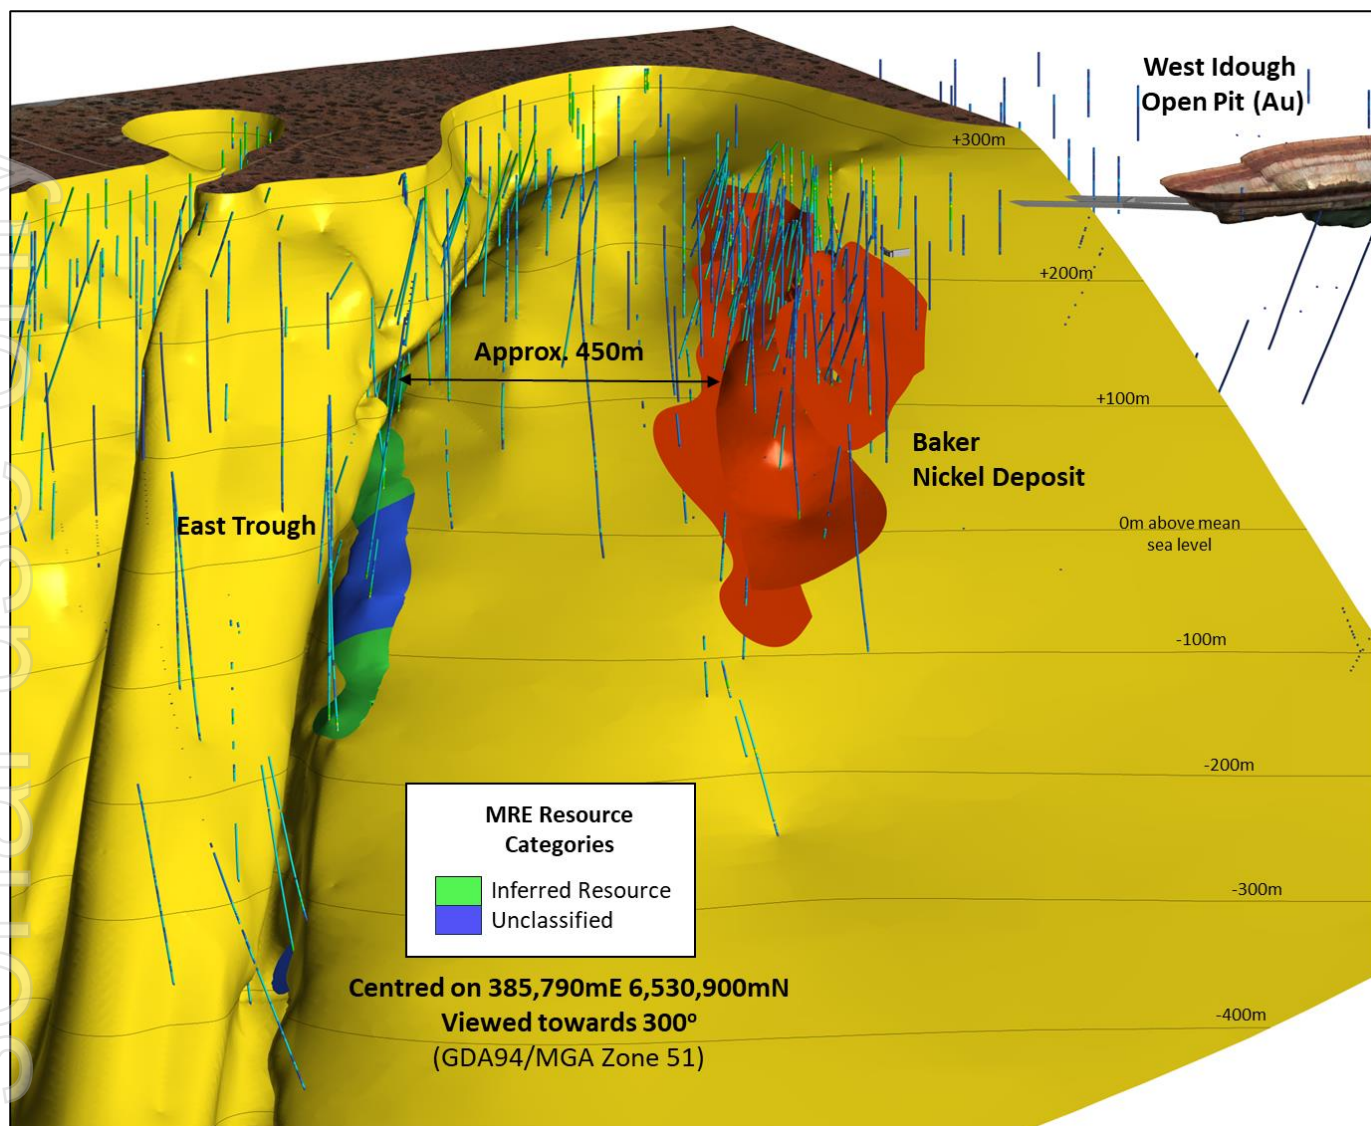 West Idough
Open Pit (Au)
+300m
+200m
Approx. 450m
+100m
Baker
Nickel Deposit
East Trough
0m above mean
sea level
-100m
-200m
MRE Resource
Categories
Inferred Resource
Unclassified
-300m
Centred on 385,790mE 6,530,900mN
Viewed towards 300º
(GDA94/MGA Zone 51)
-400m